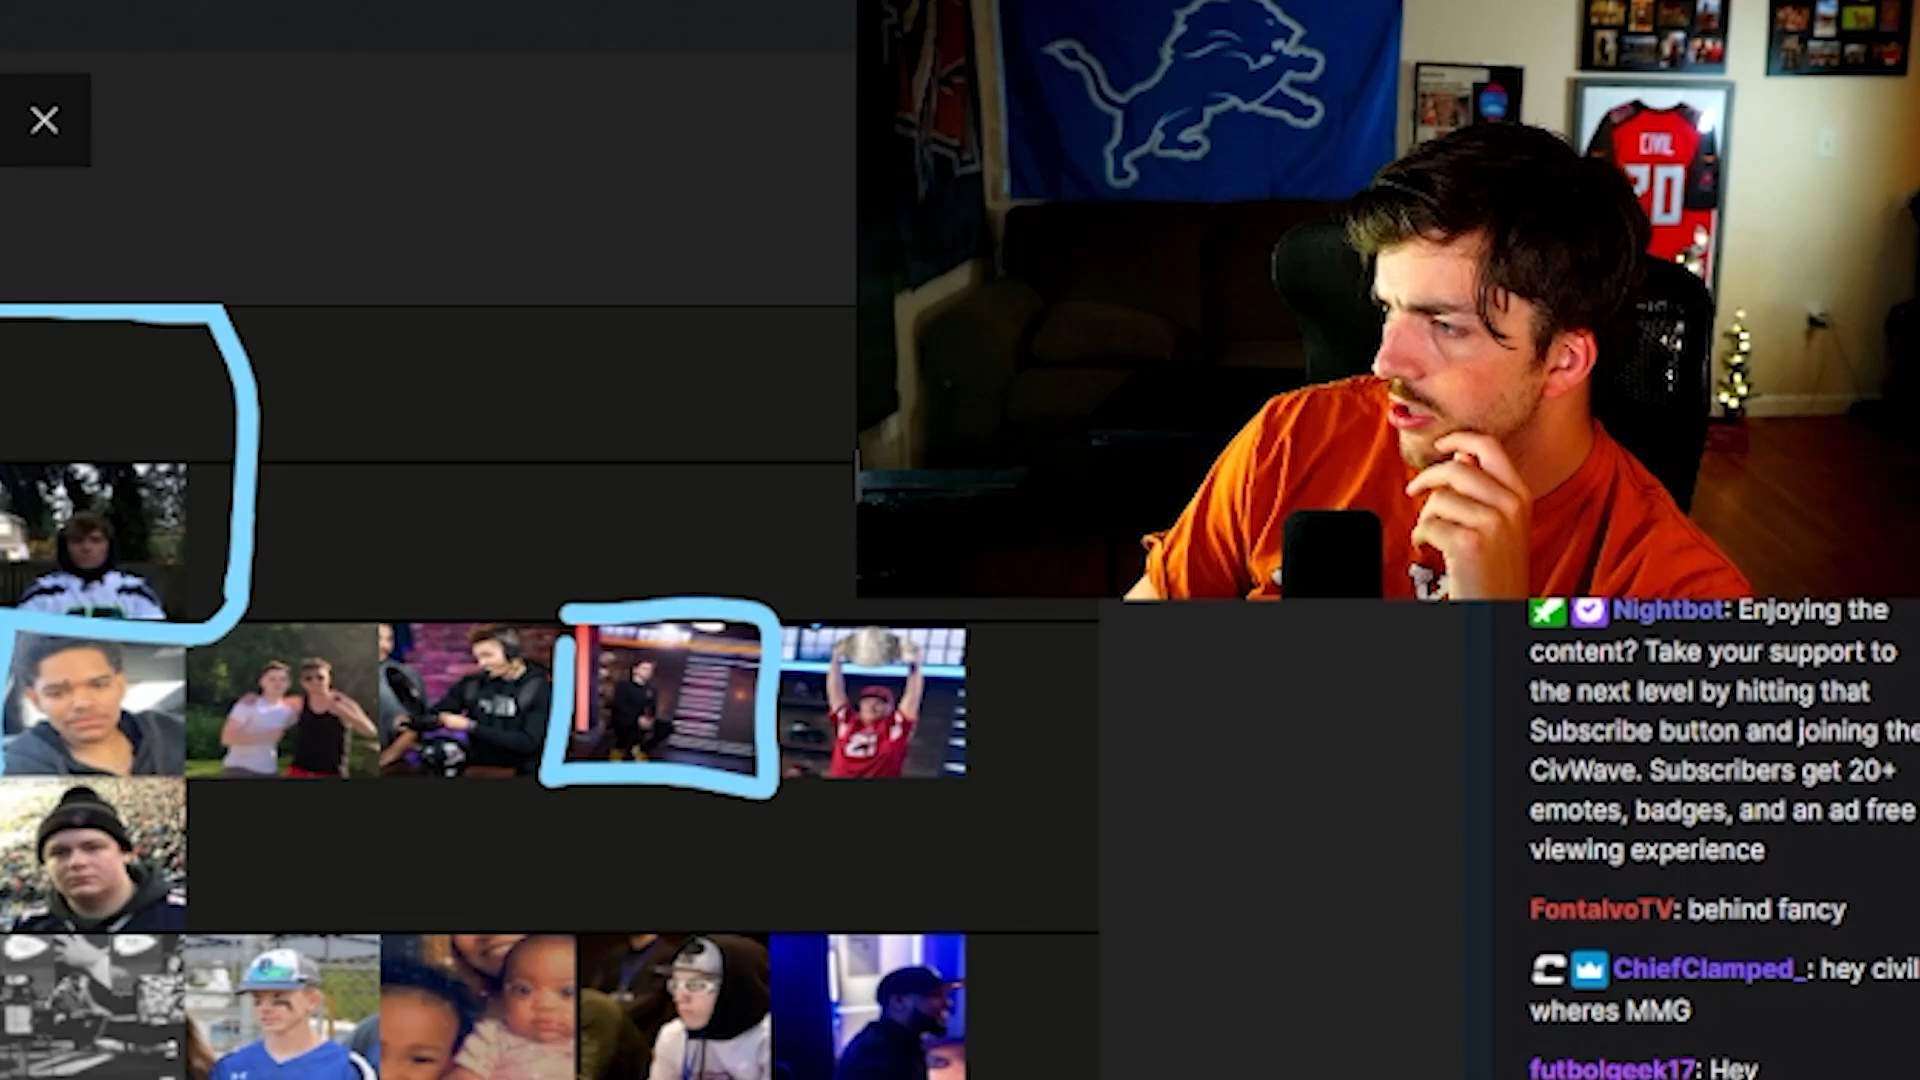 CIVIL
20
21
Nightbot: Enjoying the
content? Take your support to
the next level by hitting that
Subscribe button and joining the
CivWave. Subscribers get 20+
emotes, badges, and an ad free
viewing experience
FontalvoTV: behind fancy
ChiefClamped_: hey civil
wheres MMG
futbolgeek17: Hey